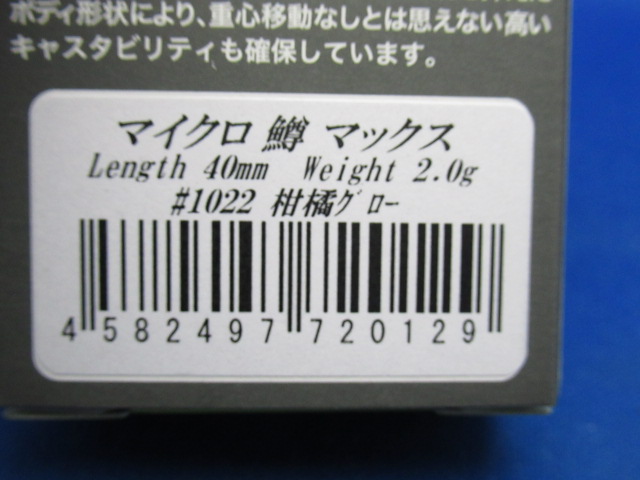 ボディ形状により、重心移動なしとは思えない高い
キャスタビリティも確保しています。
マイクロ 鱒 マックス
Length 40mm Weight 2.0g
#1022 柑橘グロー
4 582497 720129